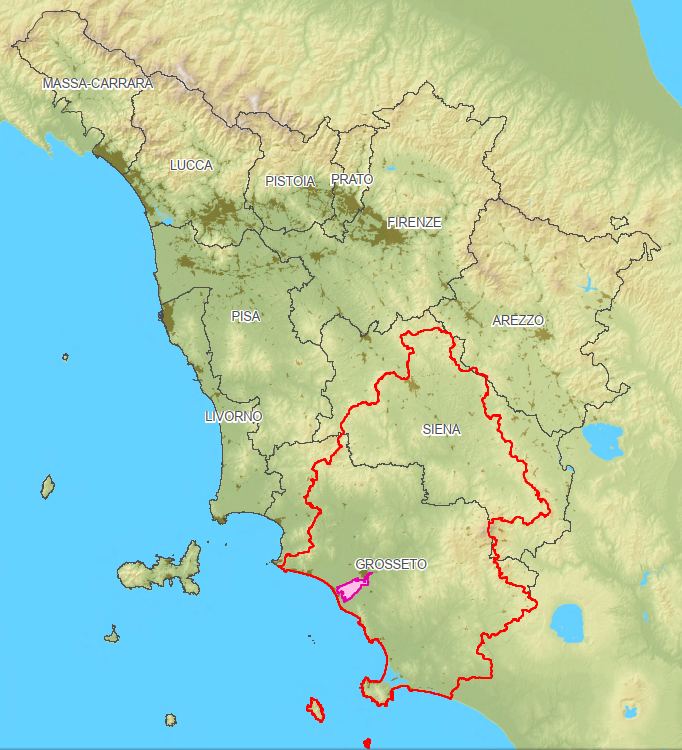 MASSA-CARRARA
LUCCA
PISTOIA
PRATO
FIRENZE
PISA
AREZZO
LIVORNO
SIENA
GROSSETO